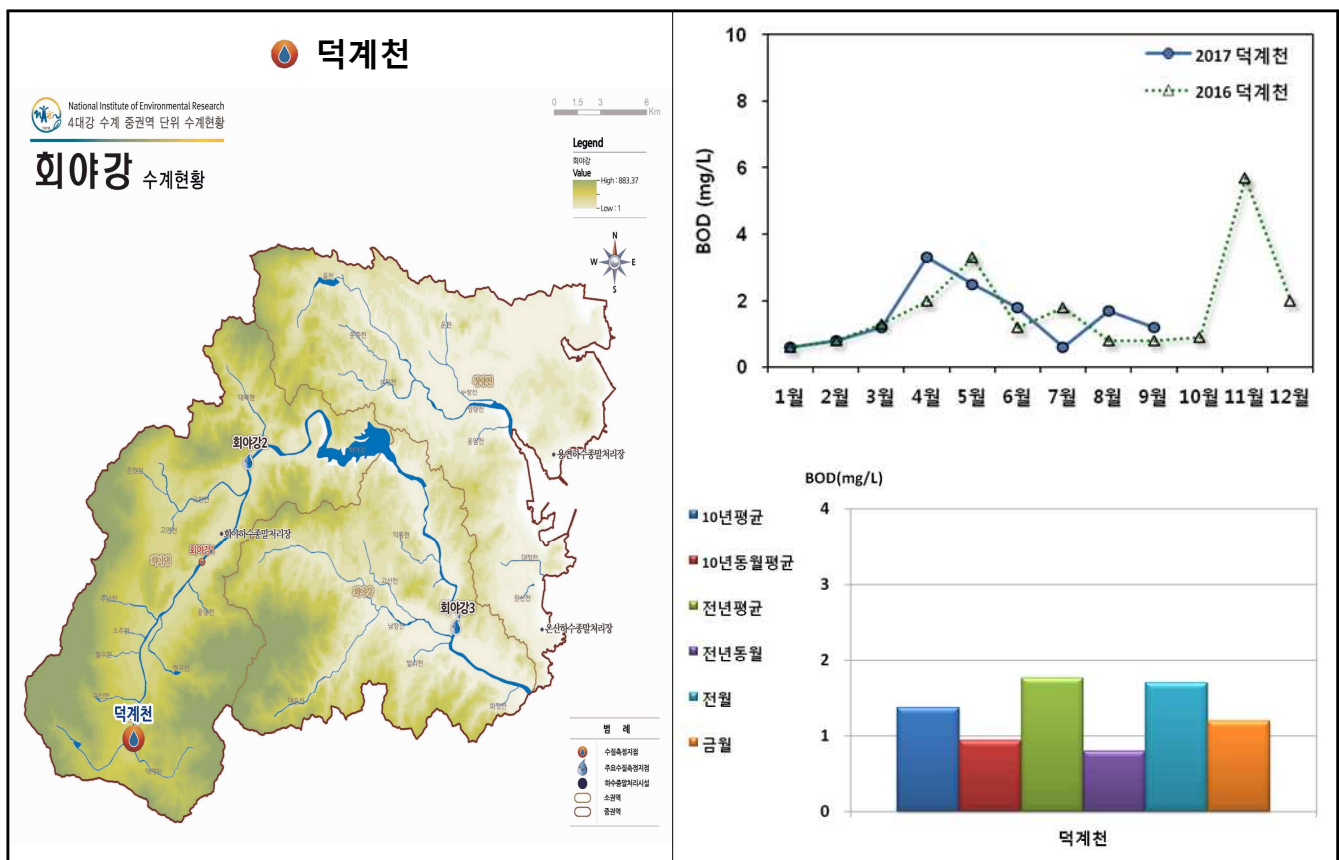 덕계천
National Institute of Environmental Research
4대강 수계 중권역 단위 수계현황
회야강 수계현황
0 1.5 3 6
Km
Legend
회야강
Value
High : 883.37
Low : 1
N
W E
S
회야강2
용연하수종말처리장
회야하수종말처리장
회야강3
온산하수종말처리장
덕계천
범 례
수질측정지점
주요수질측정지점
하수종말처리시설
소권역
중권역
BOD (mg/L)
10
8
6
4
2
0
2017 덕계천
2016 덕계천
1월 2월 3월 4월 5월 6월 7월 8월 9월 10월 11월 12월
BOD(mg/L)
4
3
2
1
0
10년평균
10년동월평균
전년평균
전년동월
전월
금월
덕계천